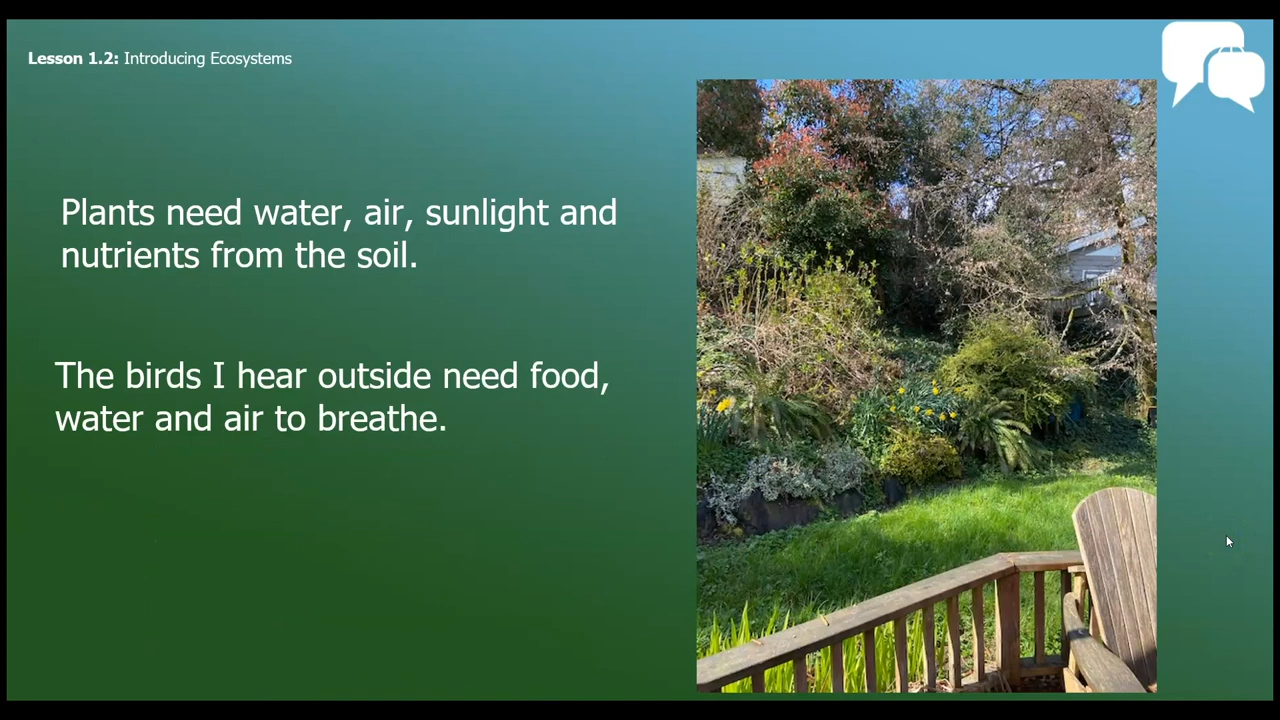 Lesson 1.2: Introducing Ecosystems
Plants need water, air, sunlight and
nutrients from the soil.
The birds I hear outside need food,
water and air to breathe.